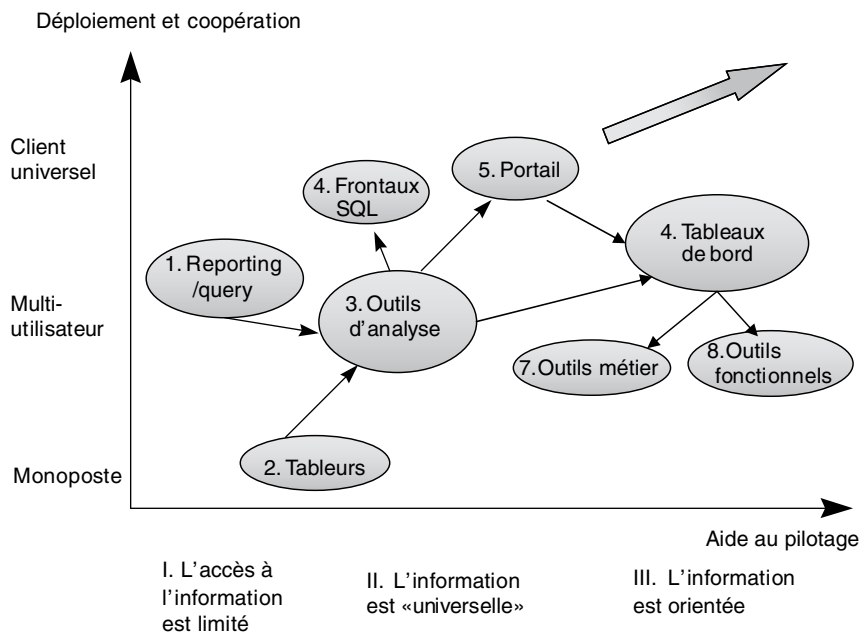 Déploiement et coopération
Client
universel
5. Portail
4. Frontaux
SQL
4. Tableaux
de bord
1. Reporting
/query
Multi-
utilisateur
3. Outils
d’analyse
7.Outils métier
8.Outils
fonctionnels
Monoposte
2. Tableurs
Aide au pilotage
I. L’accès à
l’information
est limité
II. L’information
est «universelle»
III. L’information
est orientée